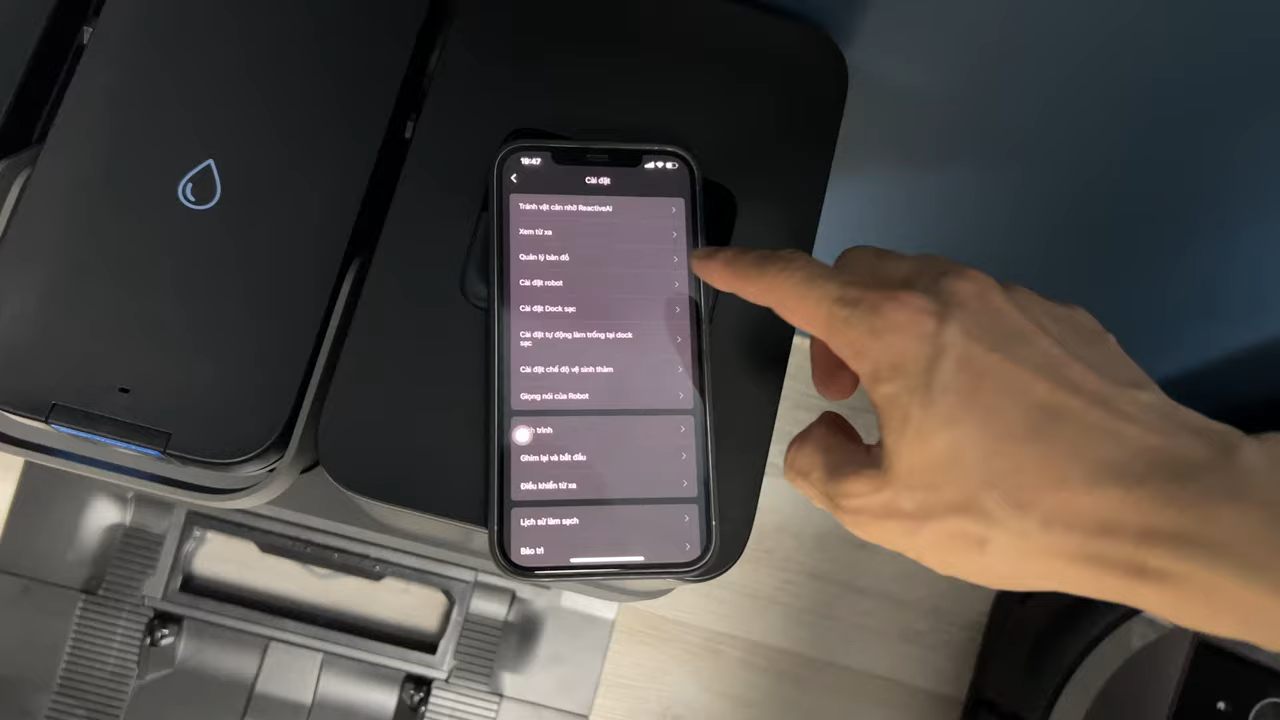 19:47
Cài đặt
Tránh vật cản nhờ ReactiveAI
Xem từ xa
Quản lý bản đồ
Cài đặt robot
Cài đặt Dock sạc
Cài đặt tự động làm trống tại dock
sạc
Cài đặt chế độ vệ sinh thảm
Giọng nói của Robot
trình
Ghim lại và bắt đầu
Điều khiển từ xa
Lịch sử làm sạch
Bảo trì